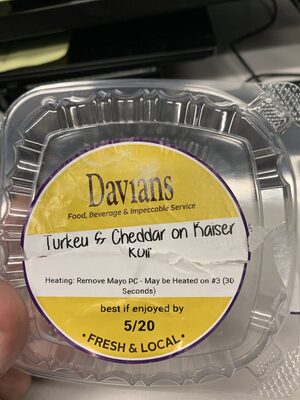 Davians
Food, Beverage & Impeccable Service
Turkey & Cheddar on Kaiser
Roll
Heating: Remove Mayo PC - May be Heated on #3 (30
Seconds)
best if enjoyed by
5/20
• FRESH & LOCAL •